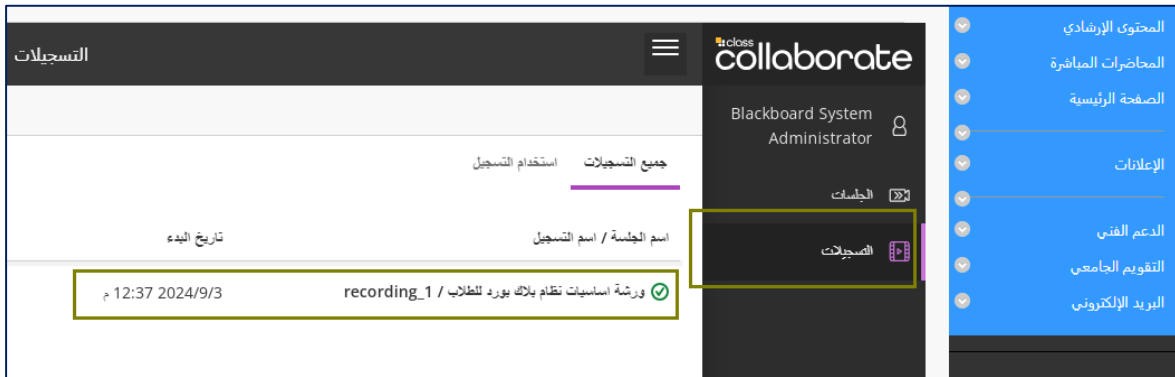 المحتوى الإرشادي
المحاضرات المباشرة
الصفحة الرئيسية
الإعلانات
الدعم الفني
التقويم الجامعي
البريد الإلكتروني
class
collaborate
Blackboard System
Administrator
الجلسات
التسجيلات
التسجيلات
جميع التسجيلات استخدام التسجيل
اسم الجلسة / اسم التسجيل تاريخ البدء
ورشة اساسيات نظام بلاك بورد للطلاب / recording_1 2024/9/3 12:37 م